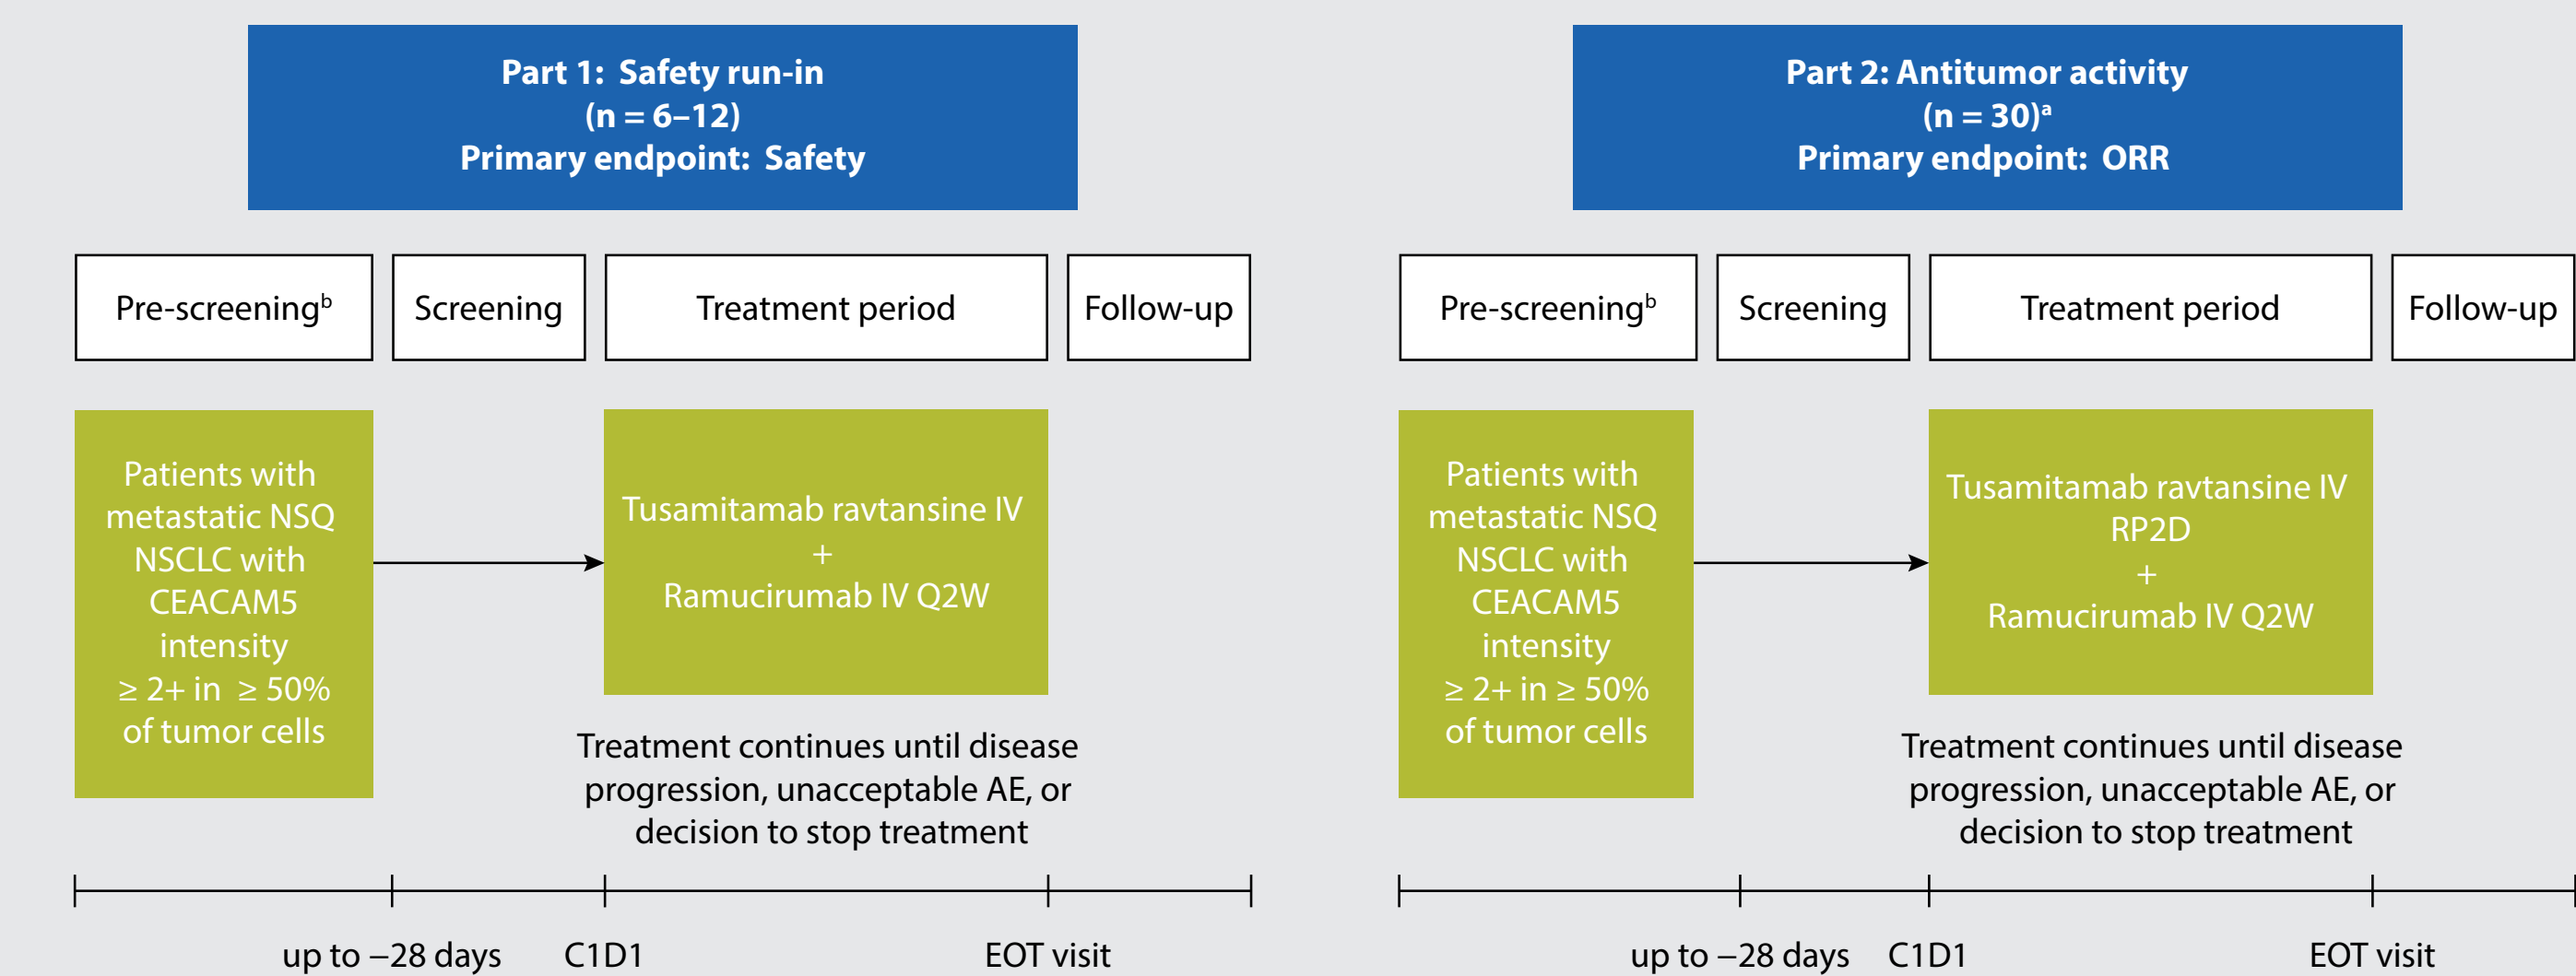 Part 1:  Safety run-in
(n = 6–12)
Primary endpoint:  Safety
Pre-screeningᵇ
Screening
Treatment period
Follow-up
Patients with
metastatic NSQ
NSCLC with
CEACAM5
intensity
≥ 2+ in  ≥ 50%
of tumor cells
Tusamitamab ravtansine IV
+
Ramucirumab IV Q2W
Treatment continues until disease
progression, unacceptable AE, or
decision to stop treatment
up to −28 days
C1D1
EOT visit
Part 2: Antitumor activity
(n = 30)ᵃ
Primary endpoint:  ORR
Pre-screeningᵇ
Screening
Treatment period
Follow-up
Patients with
metastatic NSQ
NSCLC with
CEACAM5
intensity
≥ 2+ in ≥ 50%
of tumor cells
Tusamitamab ravtansine IV
RP2D
+
Ramucirumab IV Q2W
Treatment continues until disease
progression, unacceptable AE, or
decision to stop treatment
up to −28 days
C1D1
EOT visit